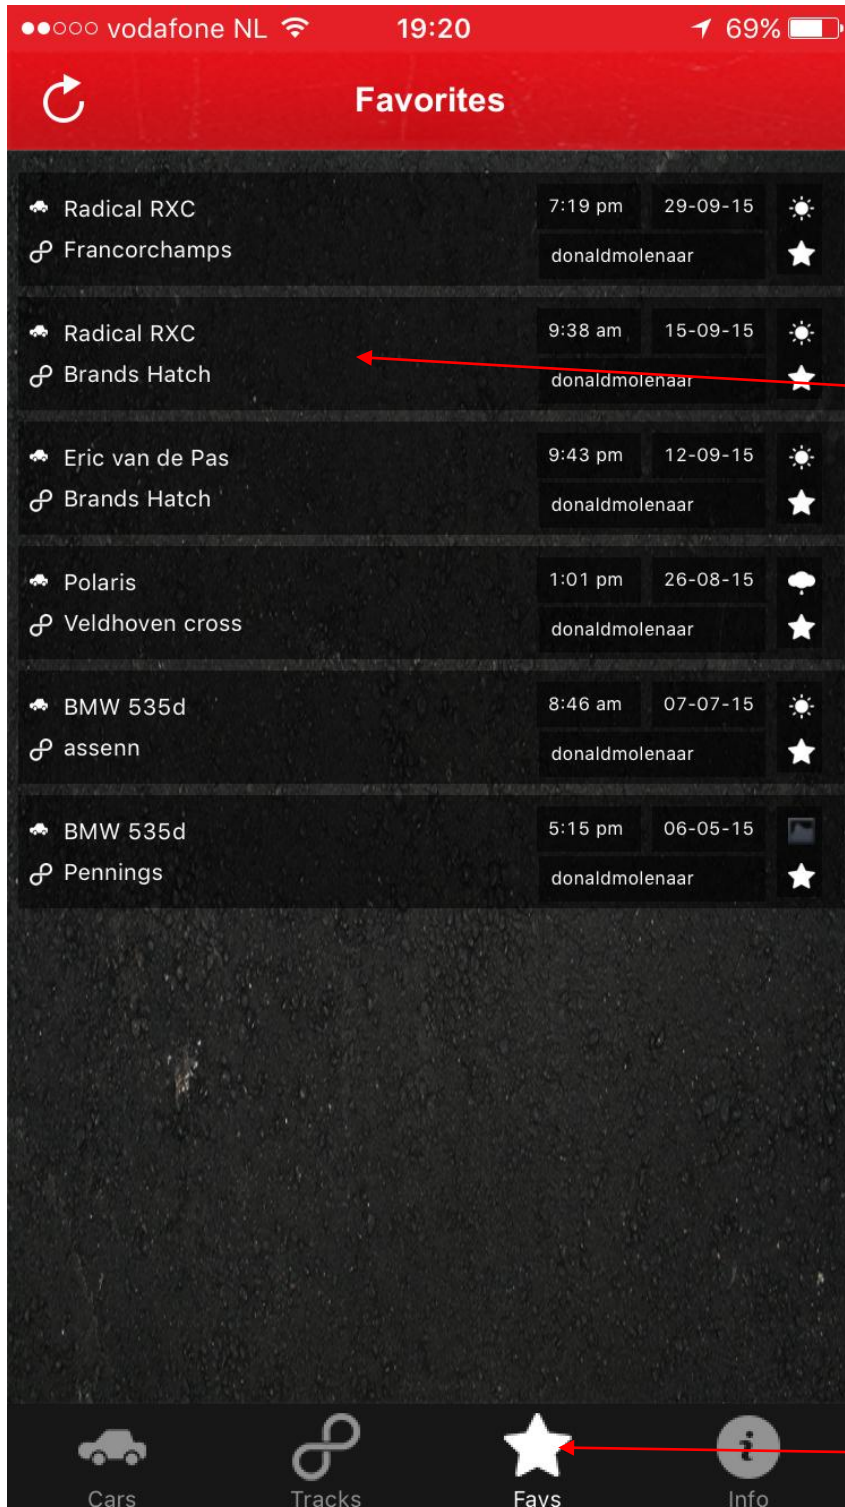 vodafone NL 19:20 69%
Favorites
Radical RXC 7:19 pm 29-09-15
Francorchamps donaldmolenaar
Radical RXC 9:38 am 15-09-15
Brands Hatch donaldmolenaar
Eric van de Pas 9:43 pm 12-09-15
Brands Hatch donaldmolenaar
Polaris 1:01 pm 26-08-15
Veldhoven cross donaldmolenaar
BMW 535d 8:46 am 07-07-15
assenn donaldmolenaar
BMW 535d 5:15 pm 06-05-15
Pennings donaldmolenaar
Cars Tracks Favs Info